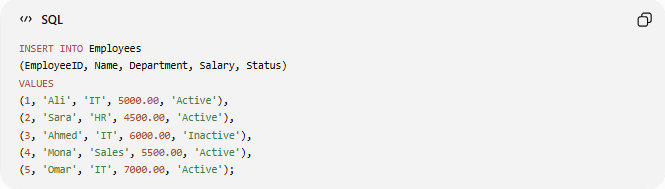 SQL
INSERT INTO Employees
(EmployeeID, Name, Department, Salary, Status)
VALUES
(1, 'Ali', 'IT', 5000.00, 'Active'),
(2, 'Sara', 'HR', 4500.00, 'Active'),
(3, 'Ahmed', 'IT', 6000.00, 'Inactive'),
(4, 'Mona', 'Sales', 5500.00, 'Active'),
(5, 'Omar', 'IT', 7000.00, 'Active');